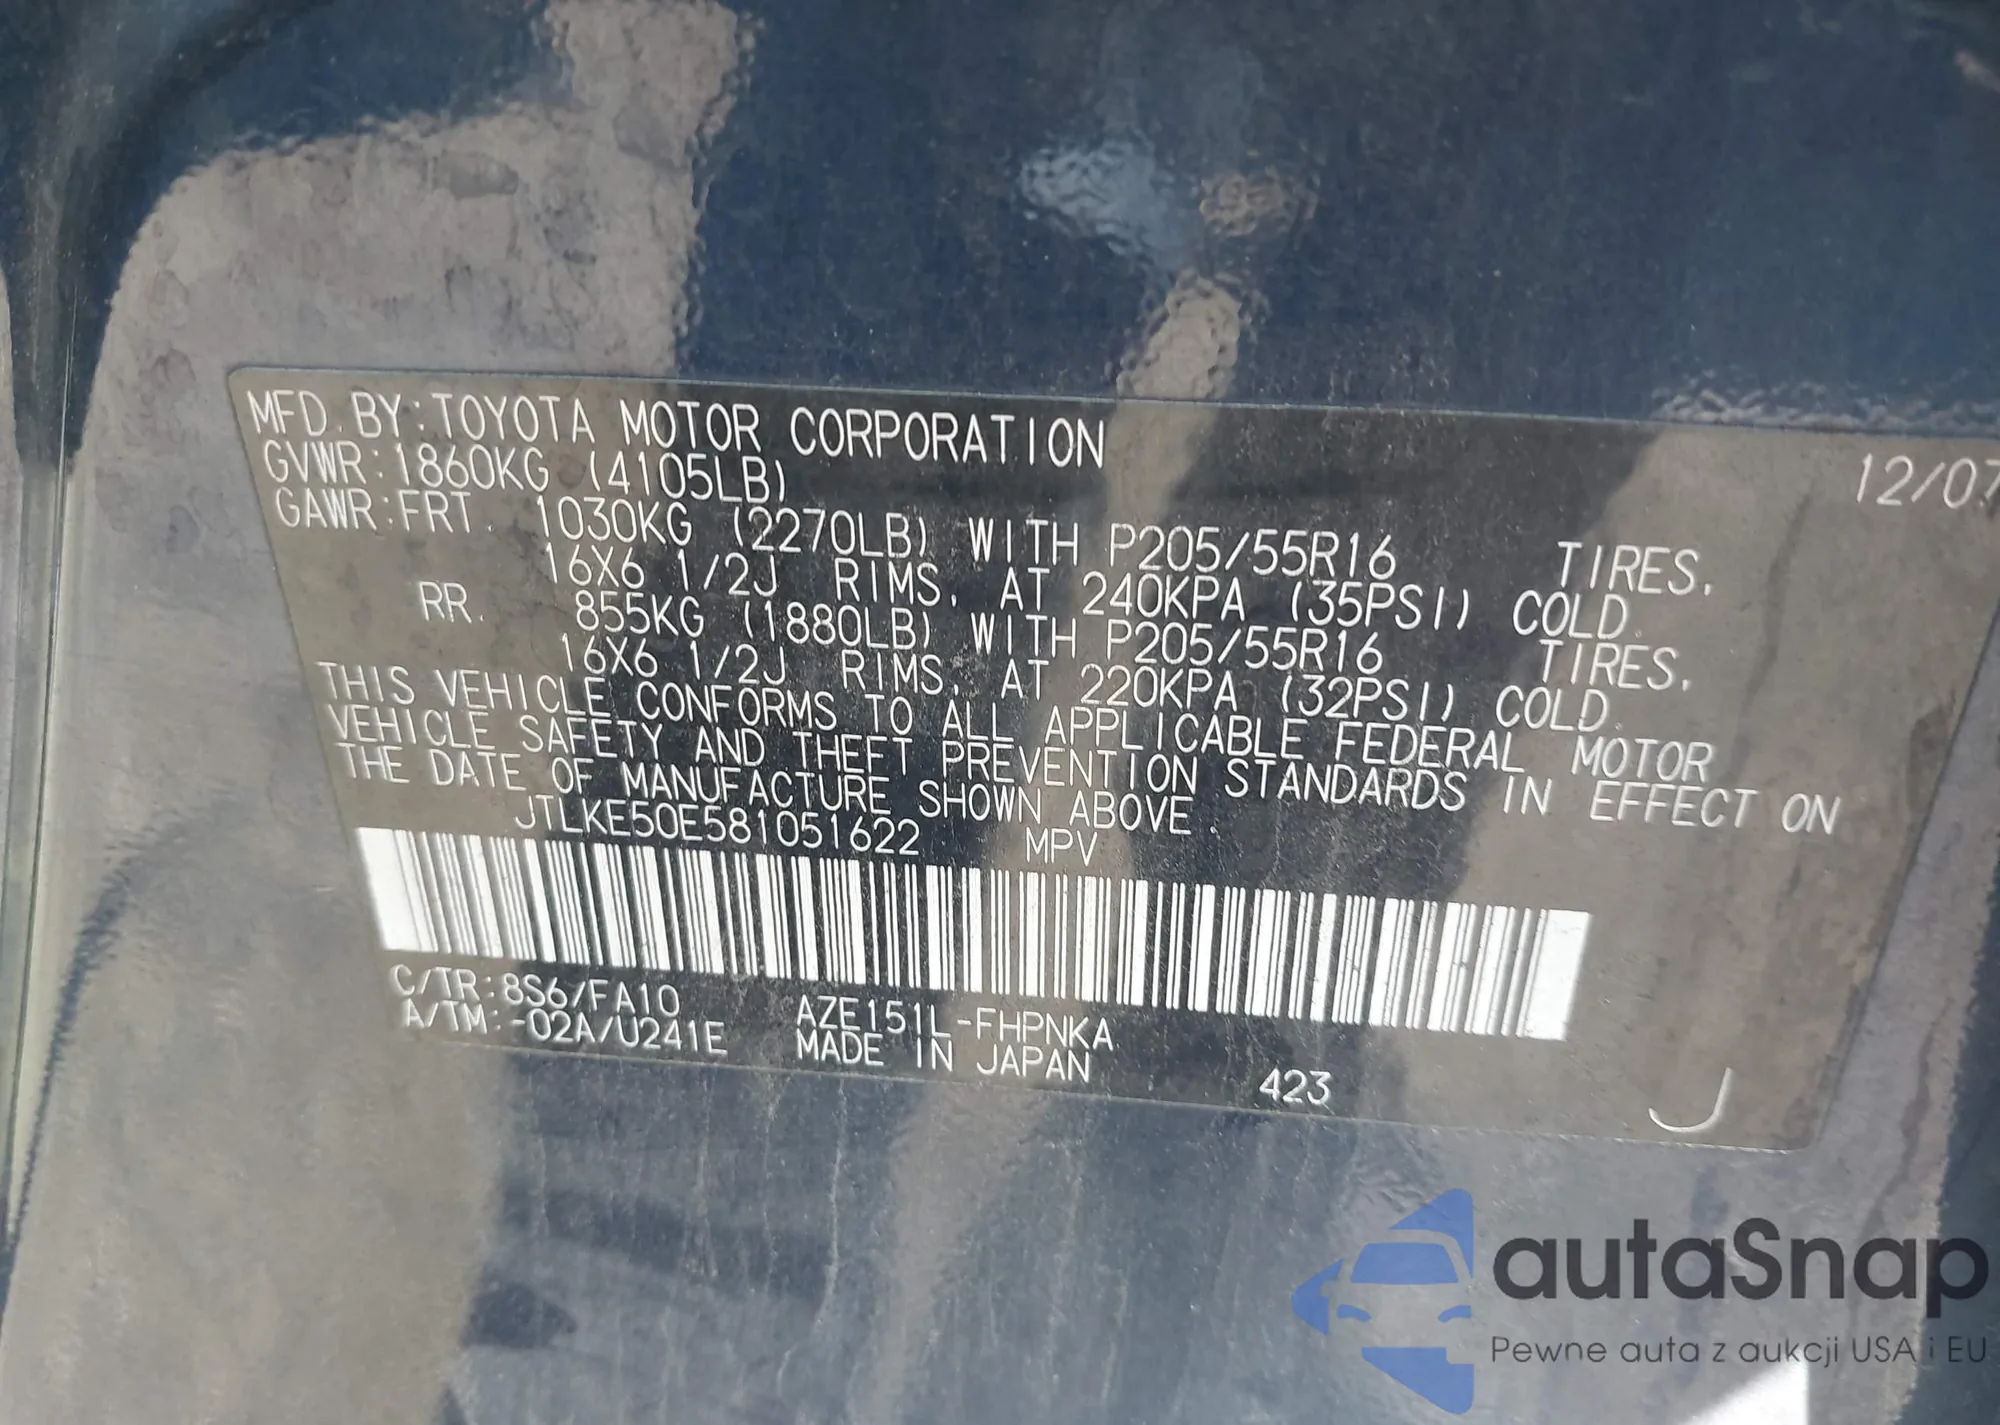 MFD. BY: TOYOTA MOTOR CORPORATION 12/07
GVWR: 1860KG (4105LB)
GAWR: FRT. 1030KG (2270LB) WITH P205/55R16 TIRES,
16X6 1/2J RIMS, AT 240KPA (35PSI) COLD.
RR. 855KG (1880LB) WITH P205/55R16 TIRES,
16X6 1/2J RIMS, AT 220KPA (32PSI) COLD.
THIS VEHICLE CONFORMS TO ALL APPLICABLE FEDERAL MOTOR
VEHICLE SAFETY AND THEFT PREVENTION STANDARDS IN EFFECT ON
THE DATE OF MANUFACTURE SHOWN ABOVE.
JTLKE50E581051622 MPV
C/TR: 8S6/FA10 AZE151L-FHPNKA
A/TM: -02A/U241E MADE IN JAPAN
423 J
autaSnap
Pewne auta z aukcji USA i EU